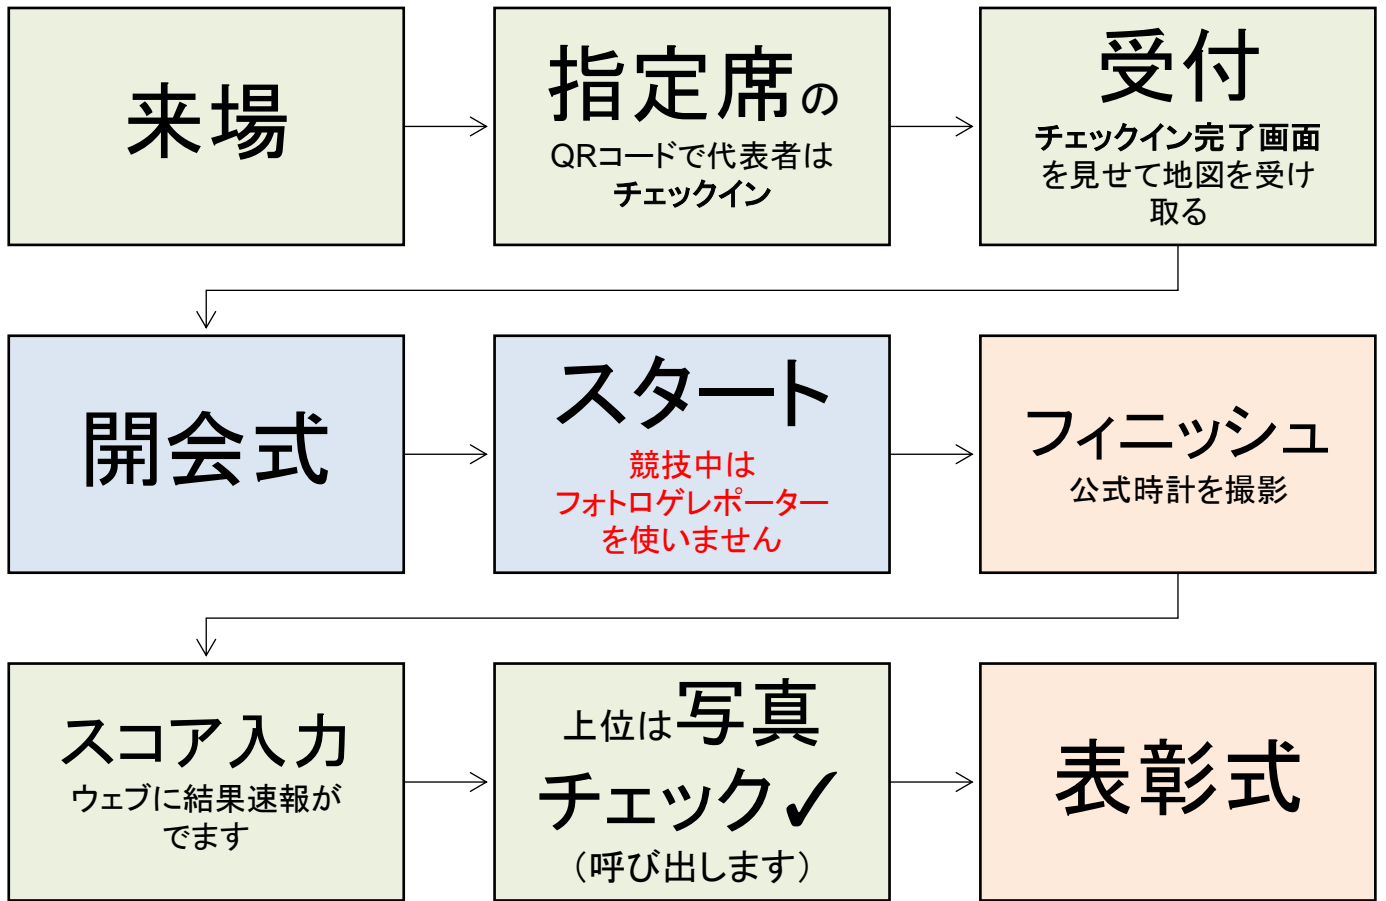 来場
指定席の
QRコードで代表者は
チェックイン
受付
チェックイン完了画面
を見せて地図を受け
取る
開会式
スタート
競技中は
フォトロゲレポーター
を使いません
フィニッシュ
公式時計を撮影
スコア入力
ウェブに結果速報が
でます
上位は写真
チェック✓
（呼び出します）
表彰式